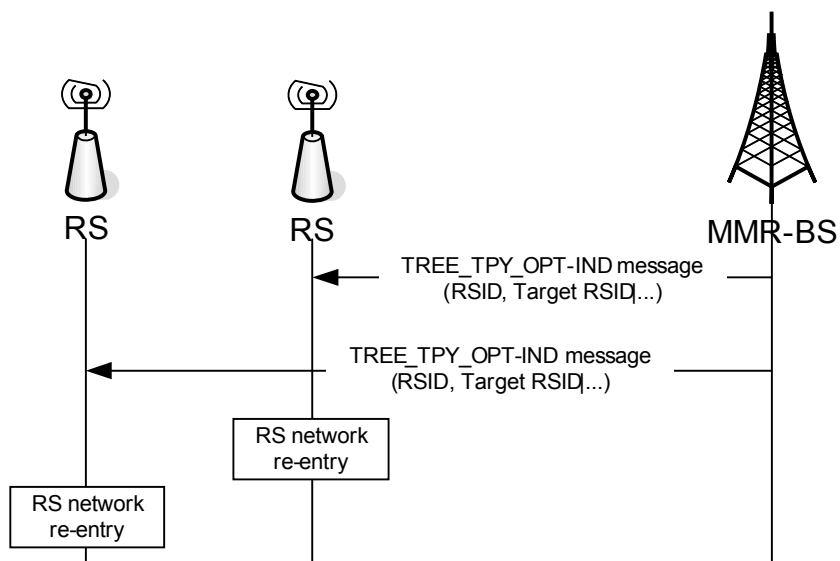 RS
RS
MMR-BS
TREE_TPY_OPT-IND message
(RSID, Target RSID|...)
TREE_TPY_OPT-IND message
(RSID, Target RSID|...)
RS network
re-entry
RS network
re-entry